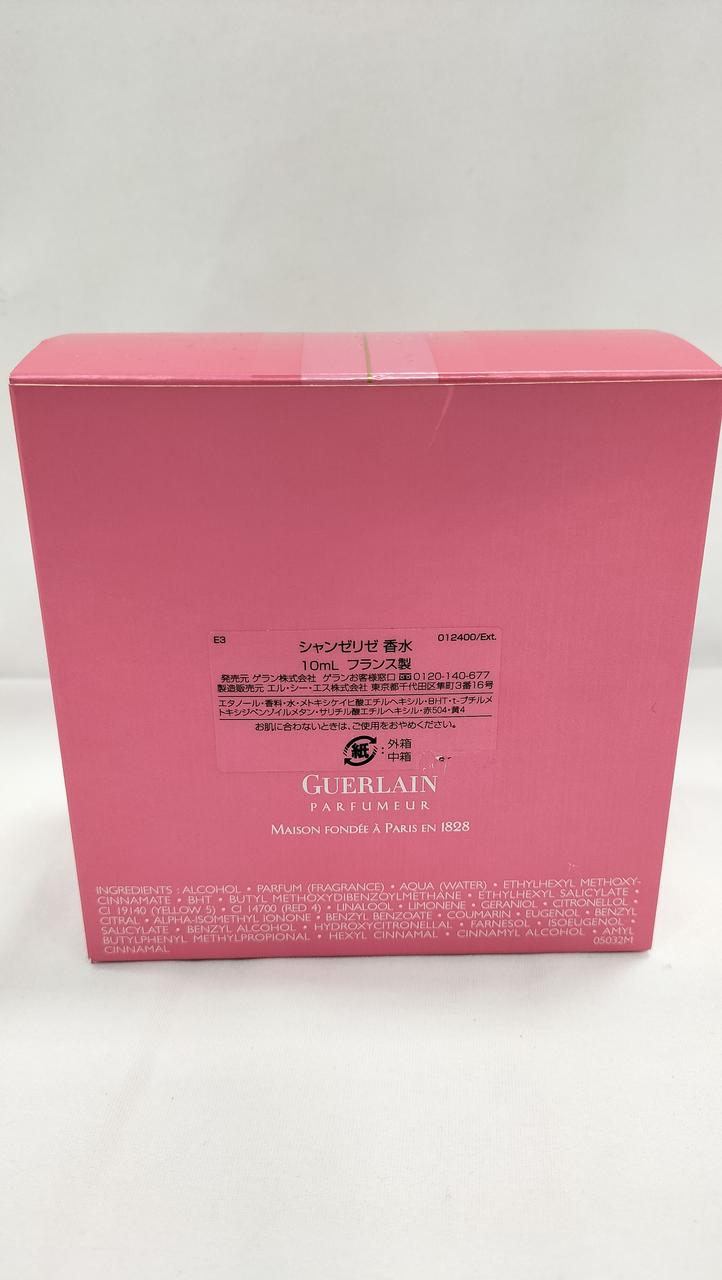 E3
012400/Ext.
シャンゼリゼ 香水
10mL フランス製
発売元 ゲラン株式会社 ゲランお客様窓口 0120-140-677
製造販売元 エル・シー・エス株式会社 東京都千代田区隼町3番16号
エタノール・香料・水・メトキシケイヒ酸エチルヘキシル・BHT・t-ブチルメ
トキシジベンゾイルメタン・サリチル酸エチルヘキシル・赤504・黄4
お肌に合わないときは、ご使用をおやめください。
紙 : 外箱
中箱
GUERLAIN
PARFUMEUR
MAISON FONDÉE À PARIS EN 1828
INGREDIENTS : ALCOHOL • PARFUM (FRAGRANCE) • AQUA (WATER) • ETHYLHEXYL METHOXY-
CINNAMATE • BHT • BUTYL METHOXYDIBENZOYLMETHANE • ETHYLHEXYL SALICYLATE •
CI 19140 (YELLOW 5) • CI 14700 (RED 4) • LINALOOL • LIMONENE • GERANIOL • CITRONELLOL •
CITRAL • ALPHA-ISOMETHYL IONONE • BENZYL BENZOATE • COUMARIN • EUGENOL • BENZYL
SALICYLATE • BENZYL ALCOHOL • HYDROXYCITRONELLAL • FARNESOL • ISOEUGENOL •
BUTYLPHENYL METHYLPROPIONAL • HEXYL CINNAMAL • CINNAMYL ALCOHOL • AMYL
CINNAMAL
05032M